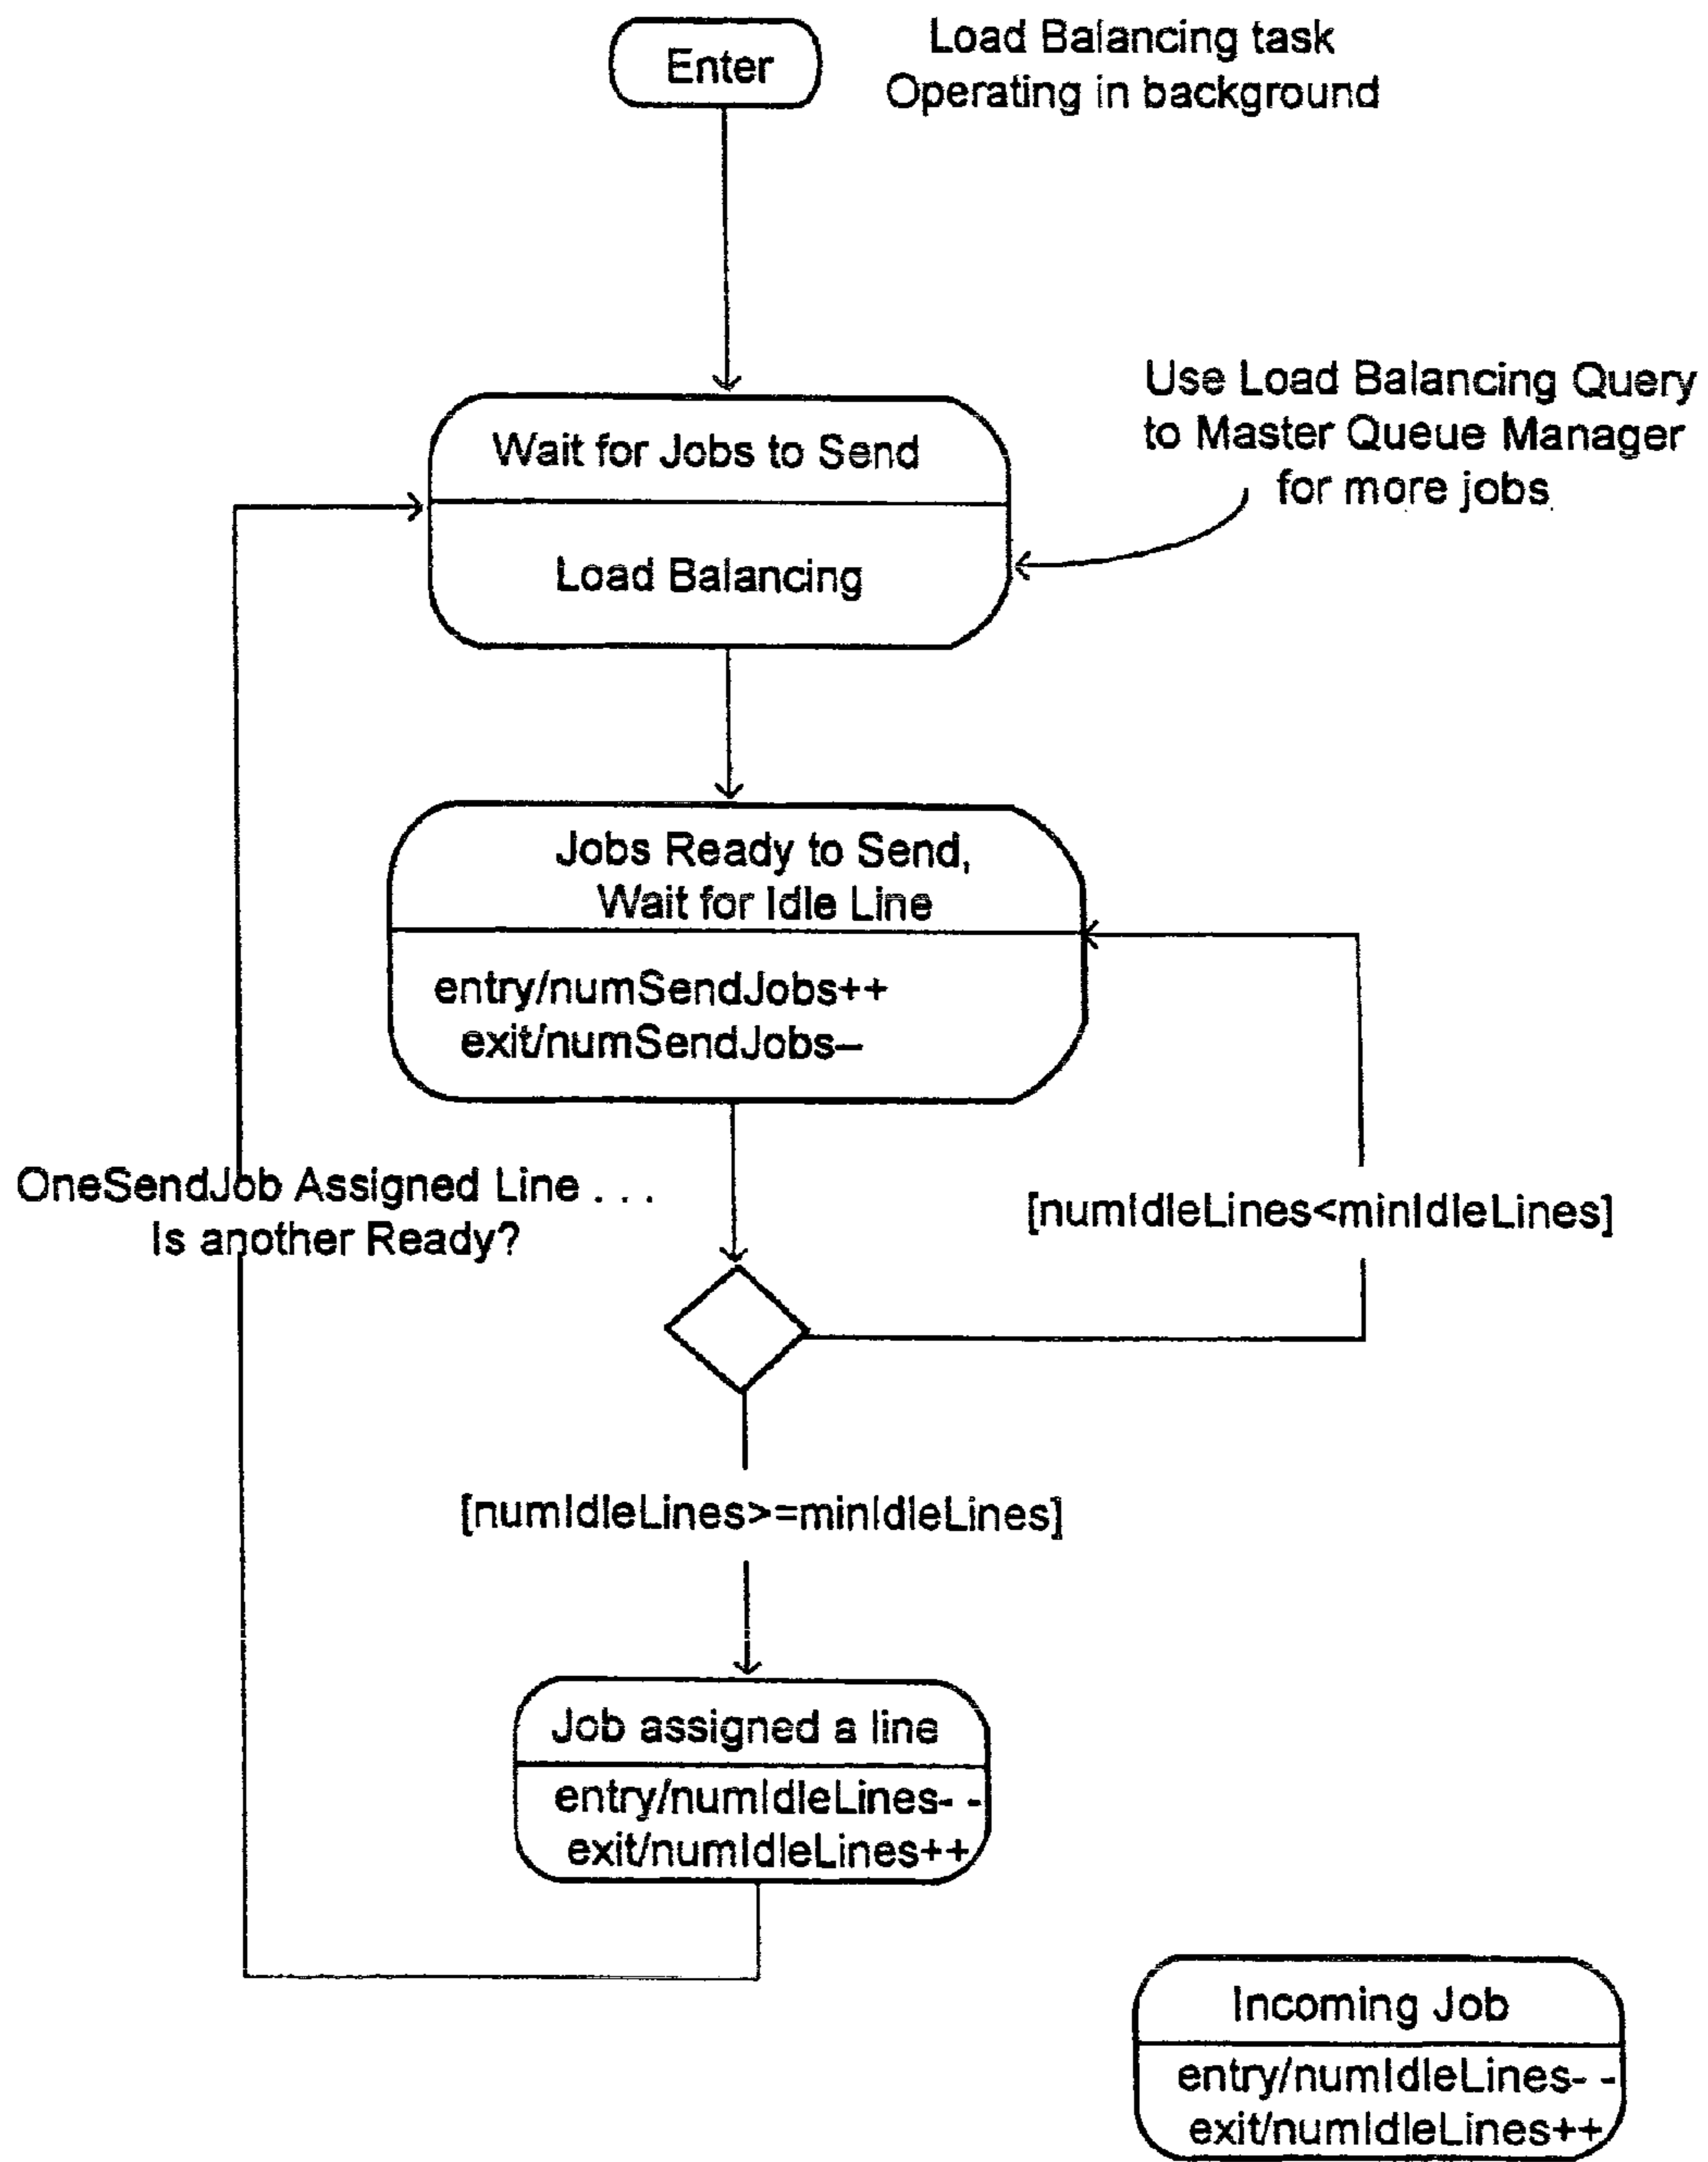 Enter
Load Balancing task
Operating in background
Use Load Balancing Query
to Master Queue Manager
for more jobs
Wait for Jobs to Send
Load Balancing
Jobs Ready to Send,
Wait for Idle Line
entry/numSendJobs++
exit/numSendJobs–
OneSendJob Assigned Line . . .
Is another Ready?
[numIdleLines<minIdleLines]
[numIdleLines>=minIdleLines]
Job assigned a line
entry/numIdleLines- -
exit/numIdleLines++
Incoming Job
entry/numIdleLines- -
exit/numIdleLines++